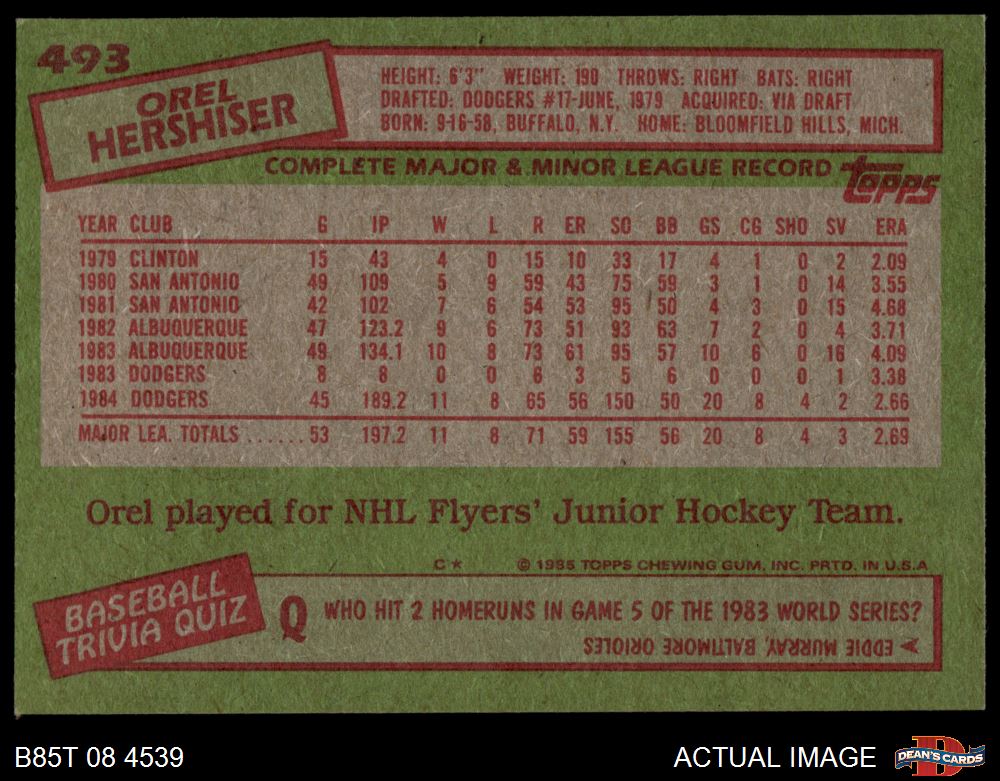 493
OREL
HERSHISER
HEIGHT: 6'3" WEIGHT: 190 THROWS: RIGHT BATS: RIGHT
DRAFTED: DODGERS #17-JUNE, 1979 ACQUIRED: VIA DRAFT
BORN: 9-16-58, BUFFALO, N.Y. HOME: BLOOMFIELD HILLS, MICH.
COMPLETE MAJOR & MINOR LEAGUE RECORD topps
YEAR CLUB G IP W L R ER SO BB GS CG SHO SV ERA
1979 CLINTON 15 43 4 0 15 10 33 17 4 1 0 2 2.09
1980 SAN ANTONIO 49 109 5 9 59 43 75 59 3 1 0 14 3.55
1981 SAN ANTONIO 42 102 7 6 54 53 95 50 4 3 0 15 4.68
1982 ALBUQUERQUE 47 123.2 9 6 73 51 93 63 7 2 0 4 3.71
1983 ALBUQUERQUE 49 134.1 10 8 73 61 95 57 10 6 0 16 4.09
1983 DODGERS 8 8 0 0 6 3 5 6 0 0 0 1 3.38
1984 DODGERS 45 189.2 11 8 65 56 150 50 20 8 4 2 2.66
MAJOR LEA. TOTALS ...... 53 197.2 11 8 71 59 155 56 20 8 4 3 2.69
Orel played for NHL Flyers' Junior Hockey Team.
C★ © 1985 TOPPS CHEWING GUM, INC. PRTD. IN U.S.A
BASEBALL
TRIVIA QUIZ
Q WHO HIT 2 HOMERUNS IN GAME 5 OF THE 1983 WORLD SERIES?
EDDIE MURRAY, BALTIMORE ORIOLES
B85T 08 4539 ACTUAL IMAGE DEAN'S CARDS